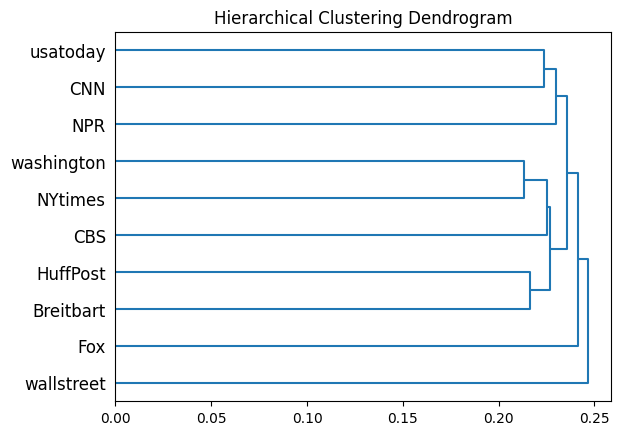 Hierarchical Clustering Dendrogram
usatoday
CNN
NPR
washington
NYtimes
CBS
HuffPost
Breitbart
Fox
wallstreet
0.00 0.05 0.10 0.15 0.20 0.25